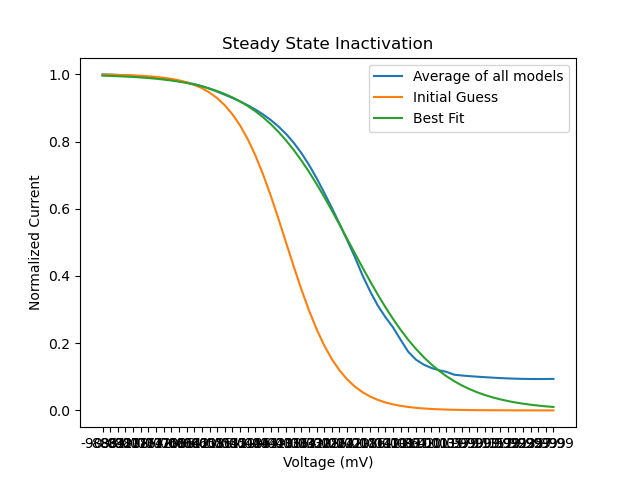 Steady State Inactivation
1.0
Average of all models
Initial Guess
Best Fit
0.8
0.6
0.4
0.2
0.0
Normalized Current
Voltage (mV)